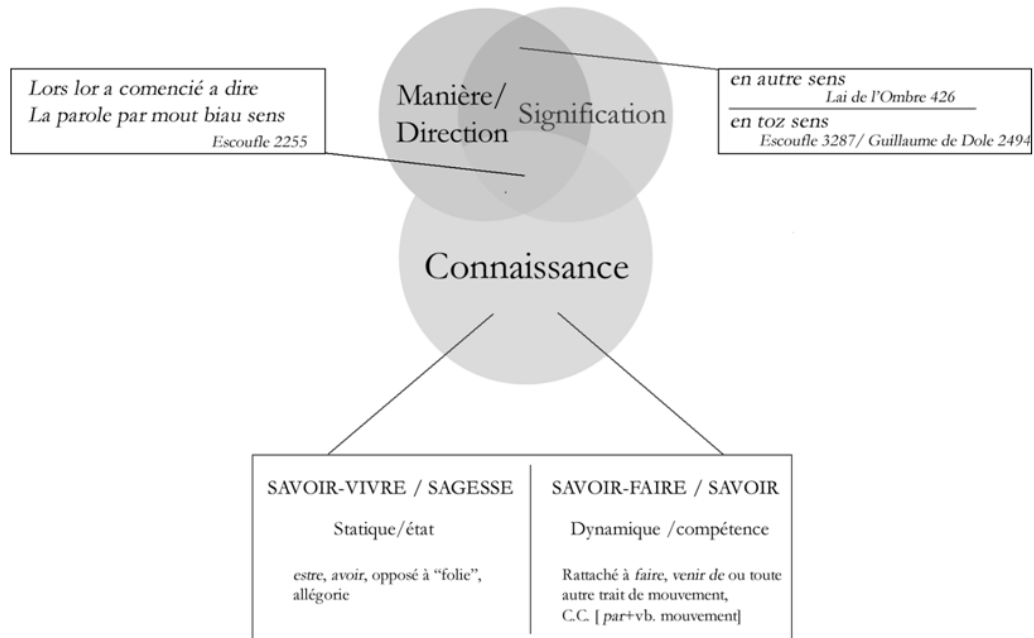 Lors lor a comencié a dire
La parole par mout biau sens
Escoufle 2255
Manière/
Direction
Signification
en autre sens
Lai de l'Ombre 426
en toz sens
Escoufle 3287/ Guillaume de Dole 2494
Connaissance
SAVOIR-VIVRE / SAGESSE
Statique/état
estre, avoir, opposé à “folie”,
allégorie
SAVOIR-FAIRE / SAVOIR
Dynamique /compétence
Rattaché à faire, venir de ou toute
autre trait de mouvement,
C.C. [ par+vb. mouvement]